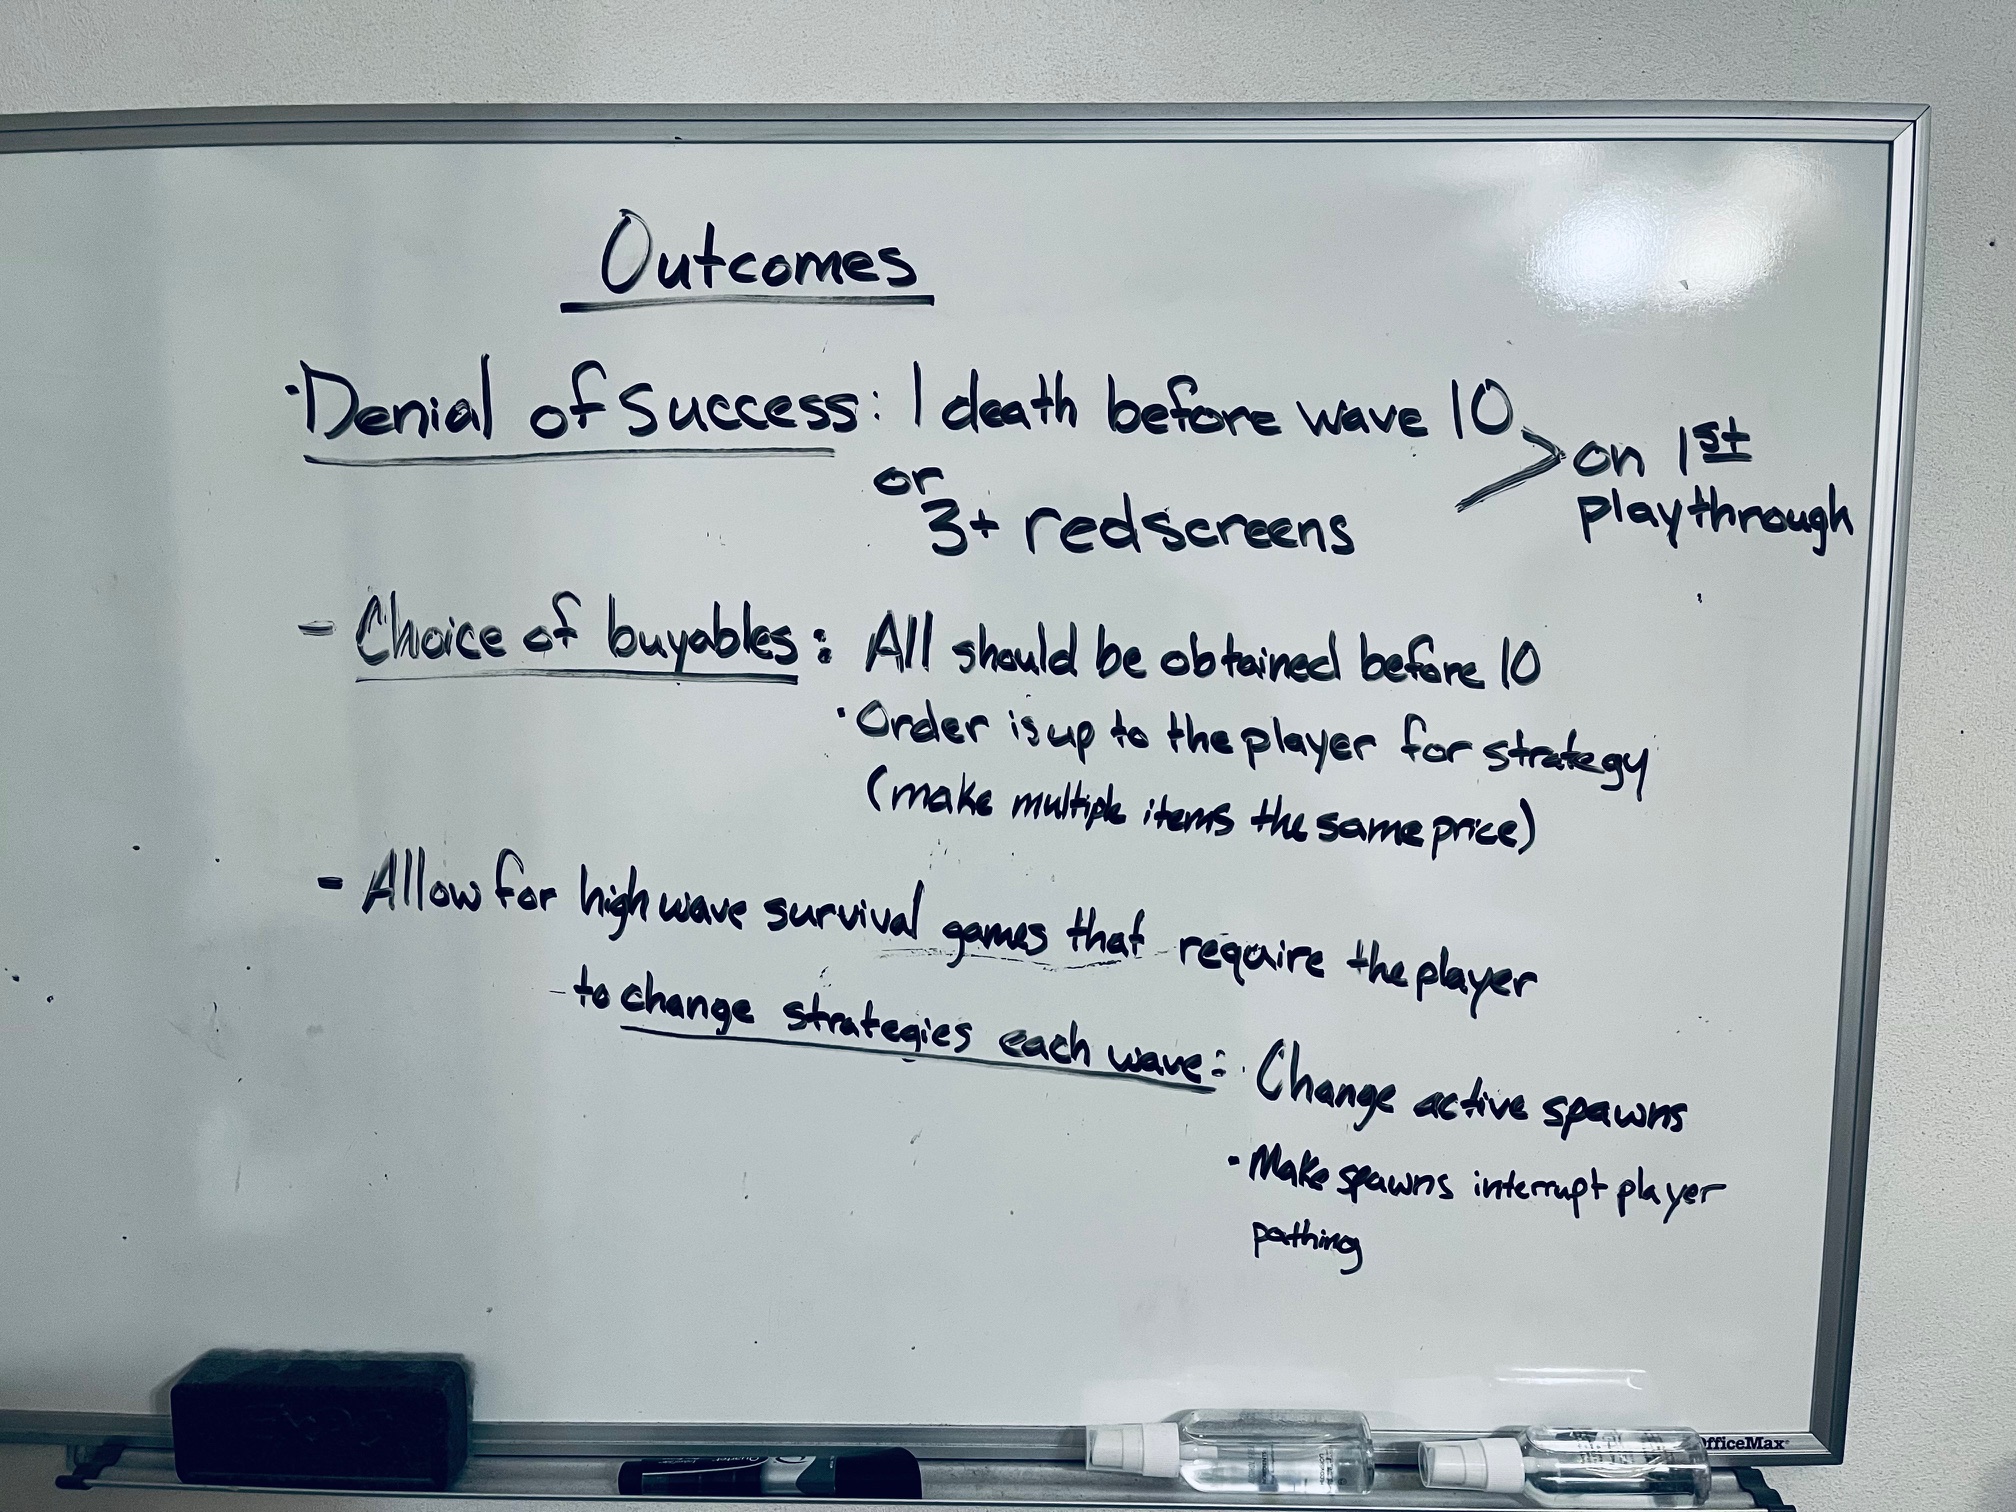 Outcomes
· Denial of success: 1 death before wave 10
or
3+ redscreens
> on 1st
playthrough
- Choice of buyables: All should be obtained before 10
· Order is up to the player for strategy
(make multiple items the same price)
- Allow for high wave survival games that require the player
- to change strategies each wave: · Change active spawns
· Make spawns interrupt player
pathing
Quartet
OfficeMax